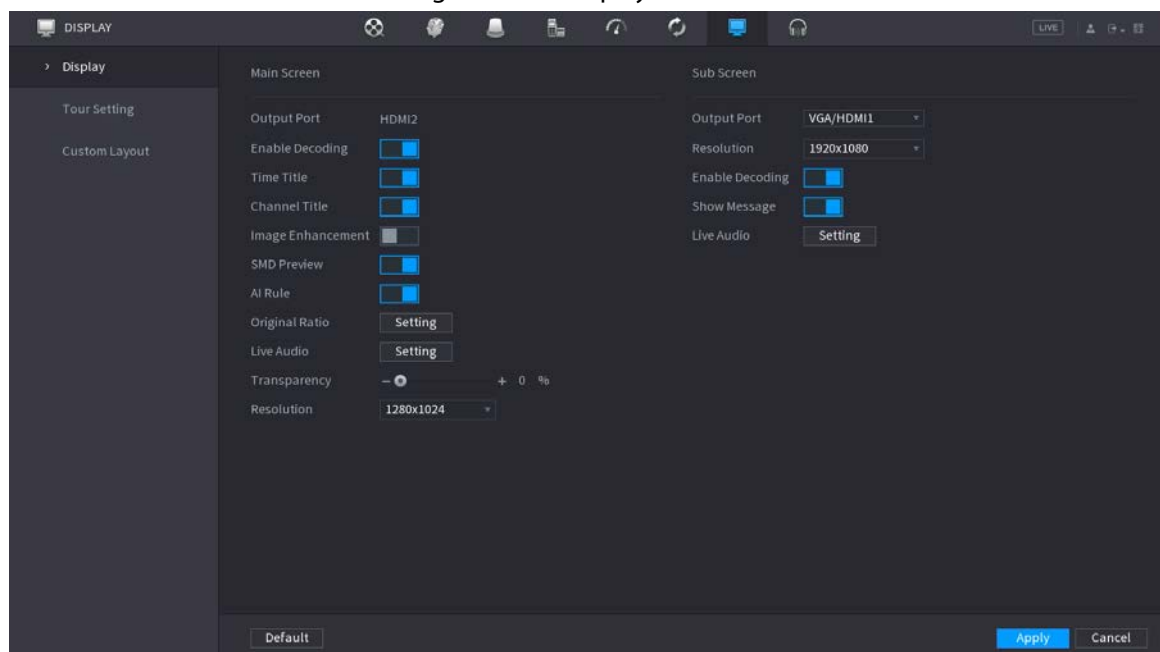 DISPLAY
LIVE
> Display
Tour Setting
Custom Layout
Main Screen
Output Port HDMI2
Enable Decoding
Time Title
Channel Title
Image Enhancement
SMD Preview
AI Rule
Original Ratio Setting
Live Audio Setting
Transparency - + 0 %
Resolution 1280x1024
Sub Screen
Output Port VGA/HDMI1
Resolution 1920x1080
Enable Decoding
Show Message
Live Audio Setting
Default
Apply
Cancel